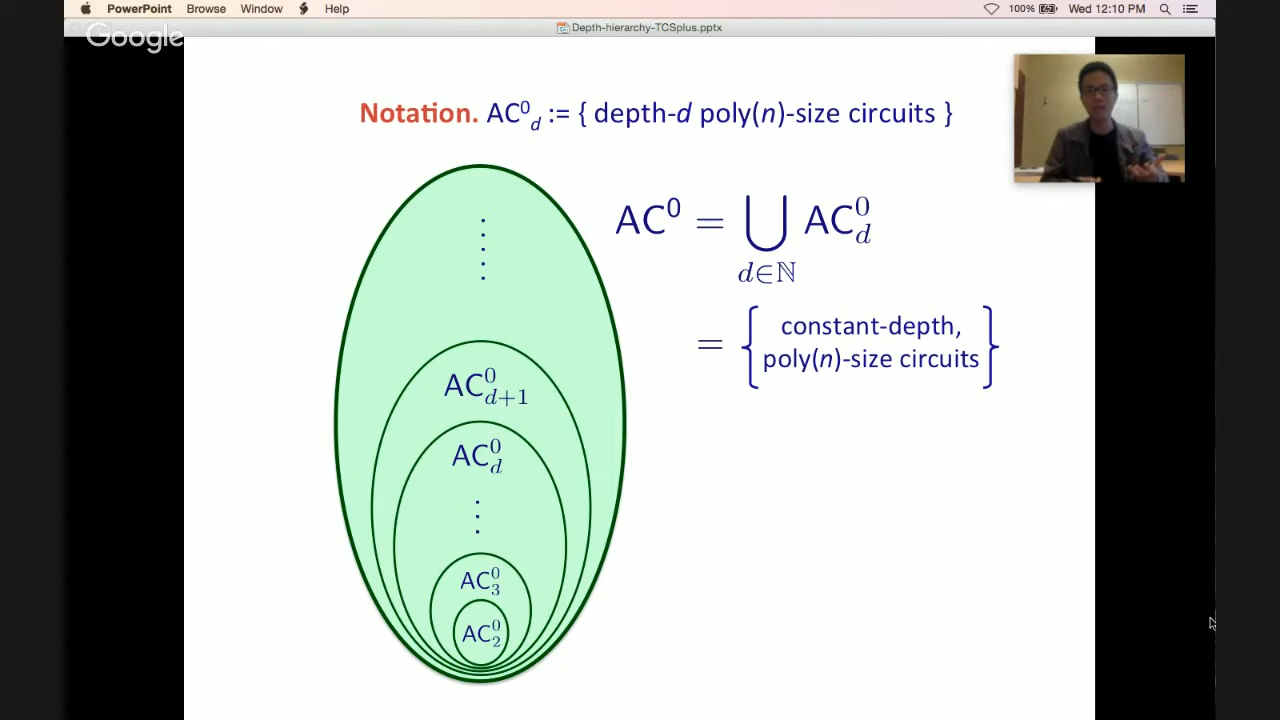 PowerPoint Browse Window Help 100% Wed 12:10 PM
Depth-hierarchy-TCSplus.pptx
Google
Notation. AC⁰_d := { depth-d poly(n)-size circuits }
AC⁰ = ⋃_{d∈ℕ} AC⁰_d
= { constant-depth,
poly(n)-size circuits }
⋮
AC⁰_{d+1}
AC⁰_d
⋮
AC⁰_3
AC⁰_2